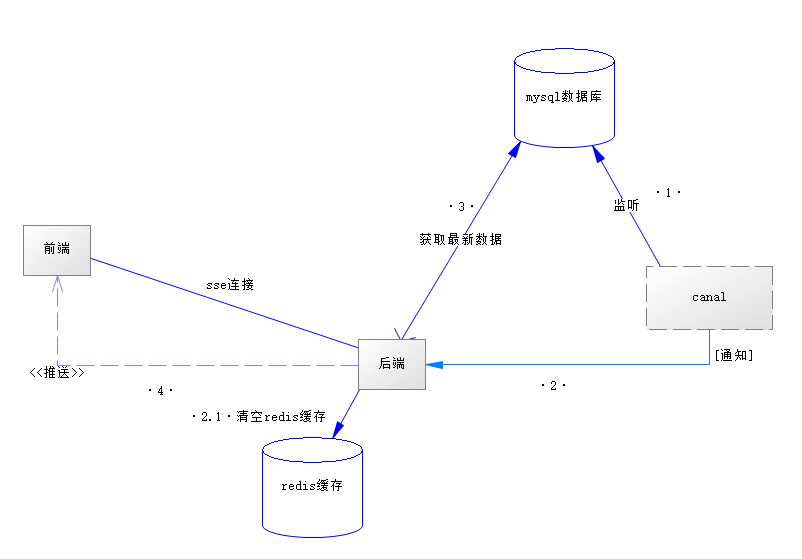 mysql数据库
·1·
监听
·3·
获取最新数据
前端
sse连接
canal
[通知]
后端
<<推送>>
·4·
·2·
·2.1·清空redis缓存
redis缓存